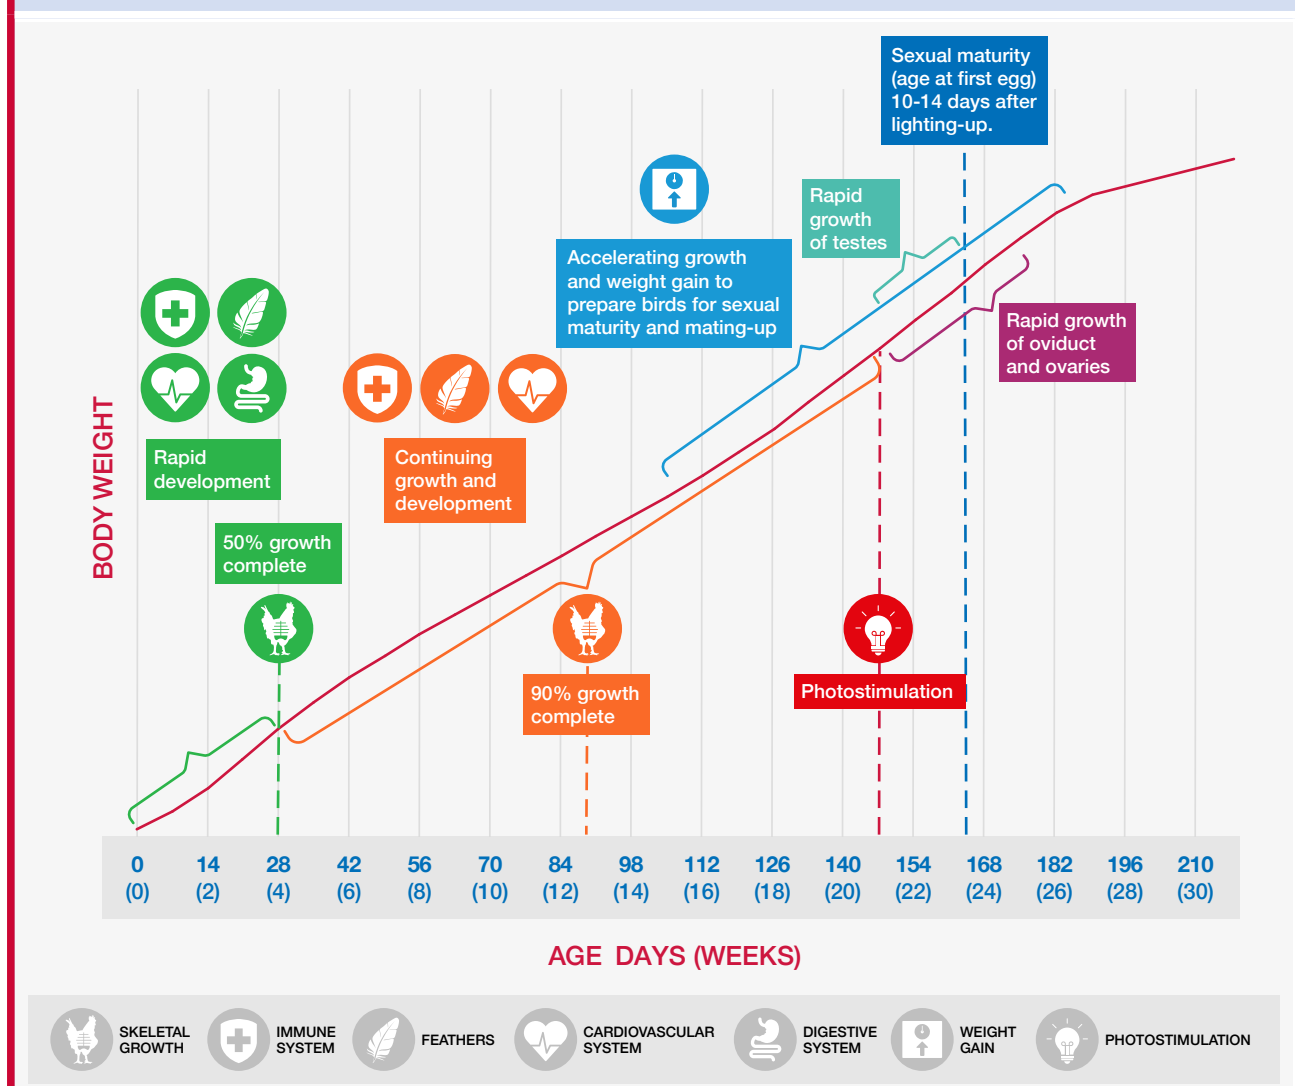 Sexual maturity
(age at first egg)
10-14 days after
lighting-up.
Rapid
growth
of testes
Accelerating growth
and weight gain to
prepare birds for sexual
maturity and mating-up
Rapid growth
of oviduct
and ovaries
Rapid
development
Continuing
growth and
development
50% growth
complete
90% growth
complete
Photostimulation
BODY WEIGHT
0 14 28 42 56 70 84 98 112 126 140 154 168 182 196 210
(0) (2) (4) (6) (8) (10) (12) (14) (16) (18) (20) (22) (24) (26) (28) (30)
AGE DAYS (WEEKS)
SKELETAL
GROWTH
IMMUNE
SYSTEM
FEATHERS
CARDIOVASCULAR
SYSTEM
DIGESTIVE
SYSTEM
WEIGHT
GAIN
PHOTOSTIMULATION